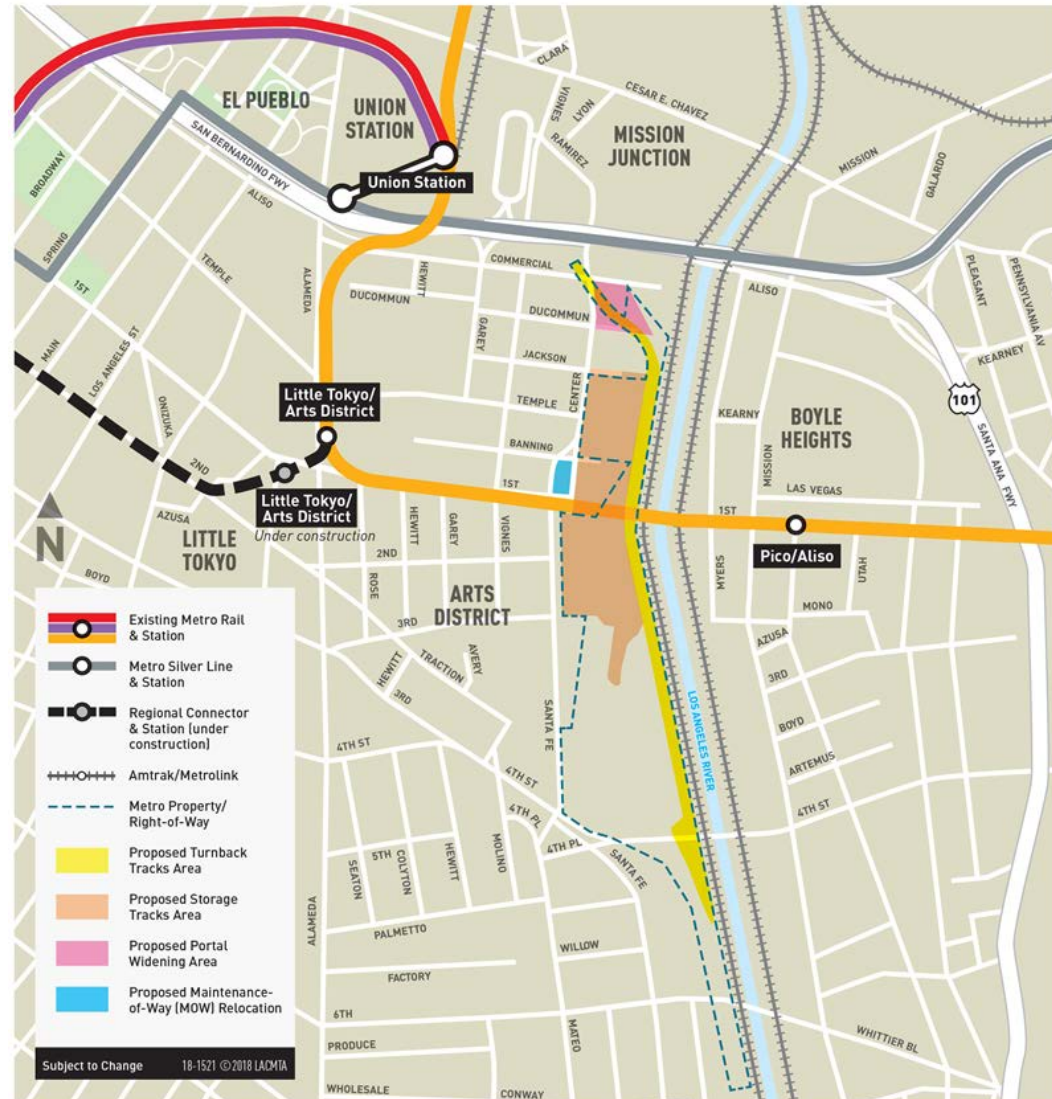 CLARA
VIGNES
LYON
CESAR E. CHAVEZ
EL PUEBLO
UNION
STATION
RAMIREZ
MISSION
JUNCTION
MISSION
GALARDO
BROADWAY
SAN BERNARDINO FWY
Union Station
ALISO
SPRING
1ST
TEMPLE
ALAMEDA
HEWITT
COMMERCIAL
ALISO
PLEASANT
PENNSYLVANIA AV
DUCOMMUN
DUCOMMUN
GAREY
JACKSON
CENTER
KEARNEY
MAIN
LOS ANGELES ST
ONIZUKA
Little Tokyo/
Arts District
TEMPLE
BANNING
KEARNY
MISSION
BOYLE
HEIGHTS
101
SANTA ANA FWY
2ND
1ST
LAS VEGAS
1ST
Little Tokyo/
Arts District
Under construction
Pico/Aliso
N
AZUSA
LITTLE
TOKYO
HEWITT
GAREY
VIGNES
2ND
ROSE
MYERS
UTAH
BOYD
ARTS
DISTRICT
MONO
3RD
AZUSA
HEWITT
TRACTION
AVERY
3RD
3RD
SANTA FE
LOS ANGELES RIVER
BOYD
ARTEMUS
4TH ST
4TH ST
4TH PL
4TH PL
4TH ST
SANTA FE
SEATON
5TH
COLYTON
HEWITT
MOLINO
ALAMEDA
PALMETTO
WILLOW
FACTORY
6TH
MATEO
WHITTIER BL
PRODUCE
WHOLESALE
CONWAY
Existing Metro Rail
& Station
Metro Silver Line
& Station
Regional Connector
& Station (under
construction)
Amtrak/Metrolink
Metro Property/
Right-of-Way
Proposed Turnback
Tracks Area
Proposed Storage
Tracks Area
Proposed Portal
Widening Area
Proposed Maintenance-
of-Way (MOW) Relocation
Subject to Change 18-1521 ©2018 LACMTA